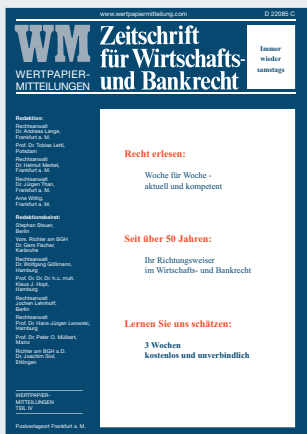 www.wertpapiermitteilung.com
D 22085 C
WM
WERTPAPIER-
MITTEILUNGEN
Zeitschrift
für Wirtschafts-
und Bankrecht
Immer
wieder
samstags
Redaktion:
Rechtsanwalt
Dr. Andreas Lange,
Frankfurt a. M.
Prof. Dr. Tobias Lettl,
Potsdam
Rechtsanwalt
Dr. Helmut Merkel,
Frankfurt a. M.
Rechtsanwalt
Dr. Jürgen Than,
Frankfurt a. M.
Arne Wittig,
Frankfurt a. M.
Redaktionsbeirat:
Stephan Steuer,
Berlin
Vors. Richter am BGH
Dr. Gero Fischer,
Karlsruhe
Rechtsanwalt
Dr. Wolfgang Gößmann,
Hamburg
Prof. Dr. Dr. Dr. h.c. mult.
Klaus J. Hopt,
Hamburg
Rechtsanwalt
Jochen Lehnhoff,
Berlin
Rechtsanwalt
Prof. Dr. Hans-Jürgen Lwowski,
Hamburg
Prof. Dr. Peter O. Mülbert,
Mainz
Richter am BGH a.D.
Dr. Joachim Siol,
Ettlingen
WERTPAPIER-
MITTEILUNGEN
TEIL IV
Postverlagsort Frankfurt a. M.
Recht erlesen:
Woche für Woche -
aktuell und kompetent
Seit über 50 Jahren:
Ihr Richtungsweiser
im Wirtschafts- und Bankrecht
Lernen Sie uns schätzen:
3 Wochen
kostenlos und unverbindlich